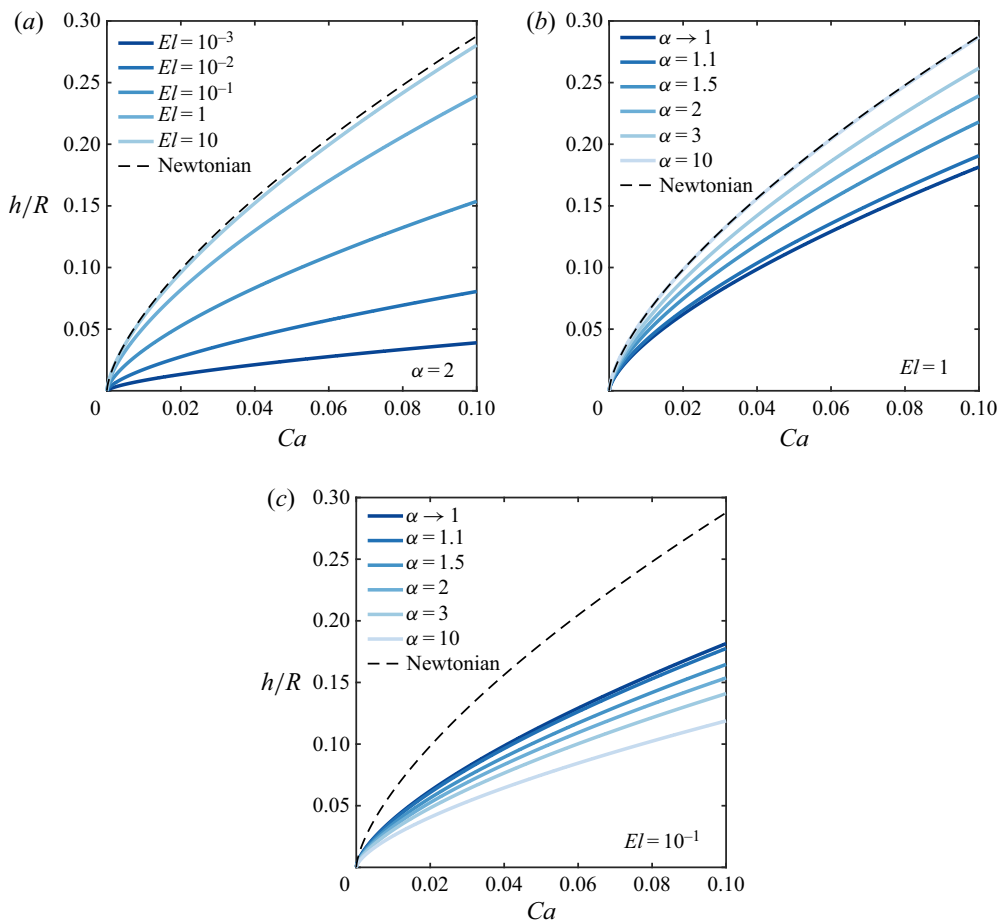 (a)
0.30
0.25
0.20
0.15
0.10
0.05
h/R
El = 10⁻³
El = 10⁻²
El = 10⁻¹
El = 1
El = 10
Newtonian
α = 2
0 0.02 0.04 0.06 0.08 0.10
Ca
(b)
0.30
0.25
0.20
0.15
0.10
0.05
α → 1
α = 1.1
α = 1.5
α = 2
α = 3
α = 10
Newtonian
El = 1
0 0.02 0.04 0.06 0.08 0.10
Ca
(c)
0.30
0.25
0.20
0.15
0.10
0.05
h/R
α → 1
α = 1.1
α = 1.5
α = 2
α = 3
α = 10
Newtonian
El = 10⁻¹
0 0.02 0.04 0.06 0.08 0.10
Ca